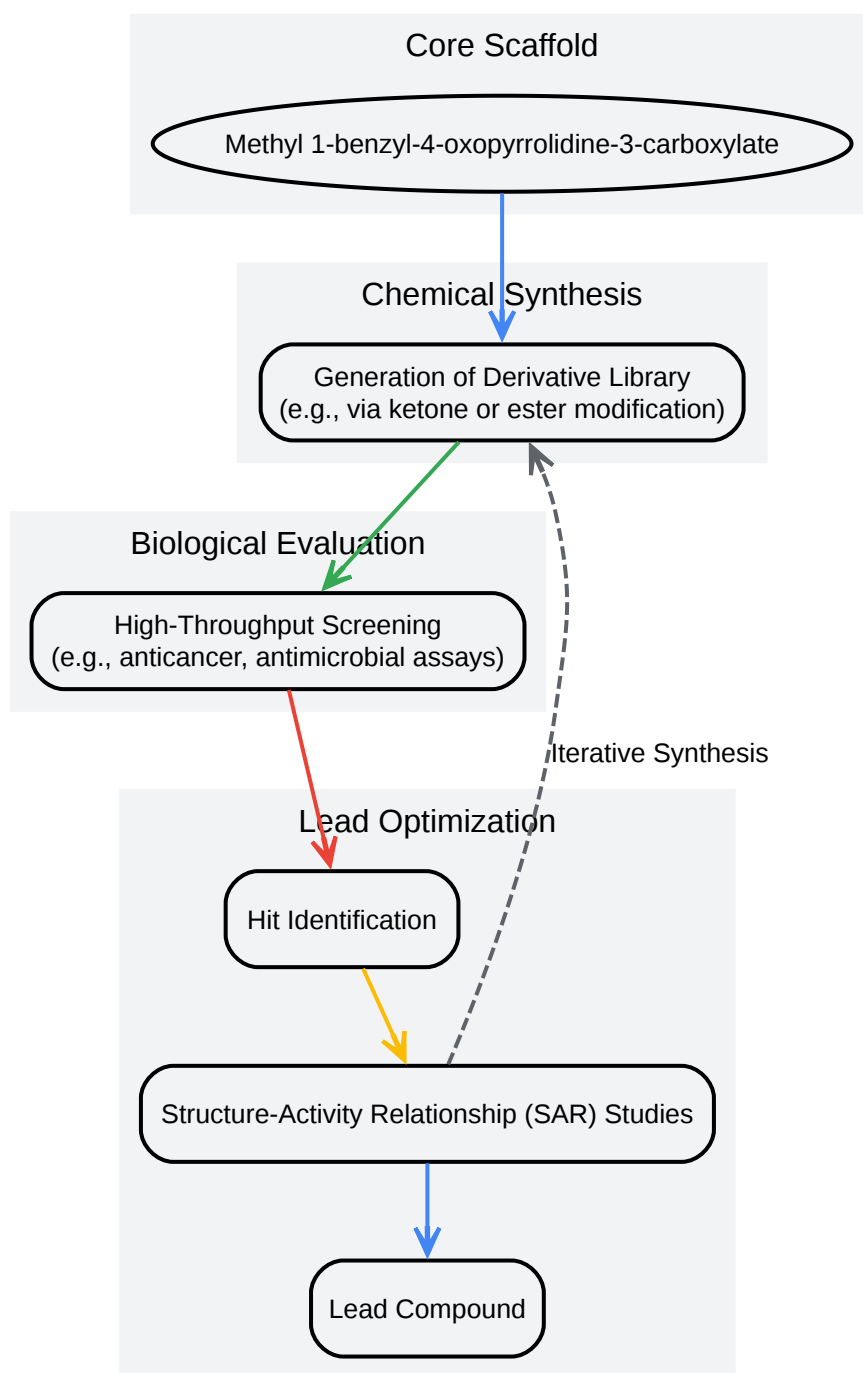 Core Scaffold
Methyl 1-benzyl-4-oxopyrrolidine-3-carboxylate
Chemical Synthesis
Generation of Derivative Library
(e.g., via ketone or ester modification)
Biological Evaluation
High-Throughput Screening
(e.g., anticancer, antimicrobial assays)
Iterative Synthesis
Lead Optimization
Hit Identification
Structure-Activity Relationship (SAR) Studies
Lead Compound